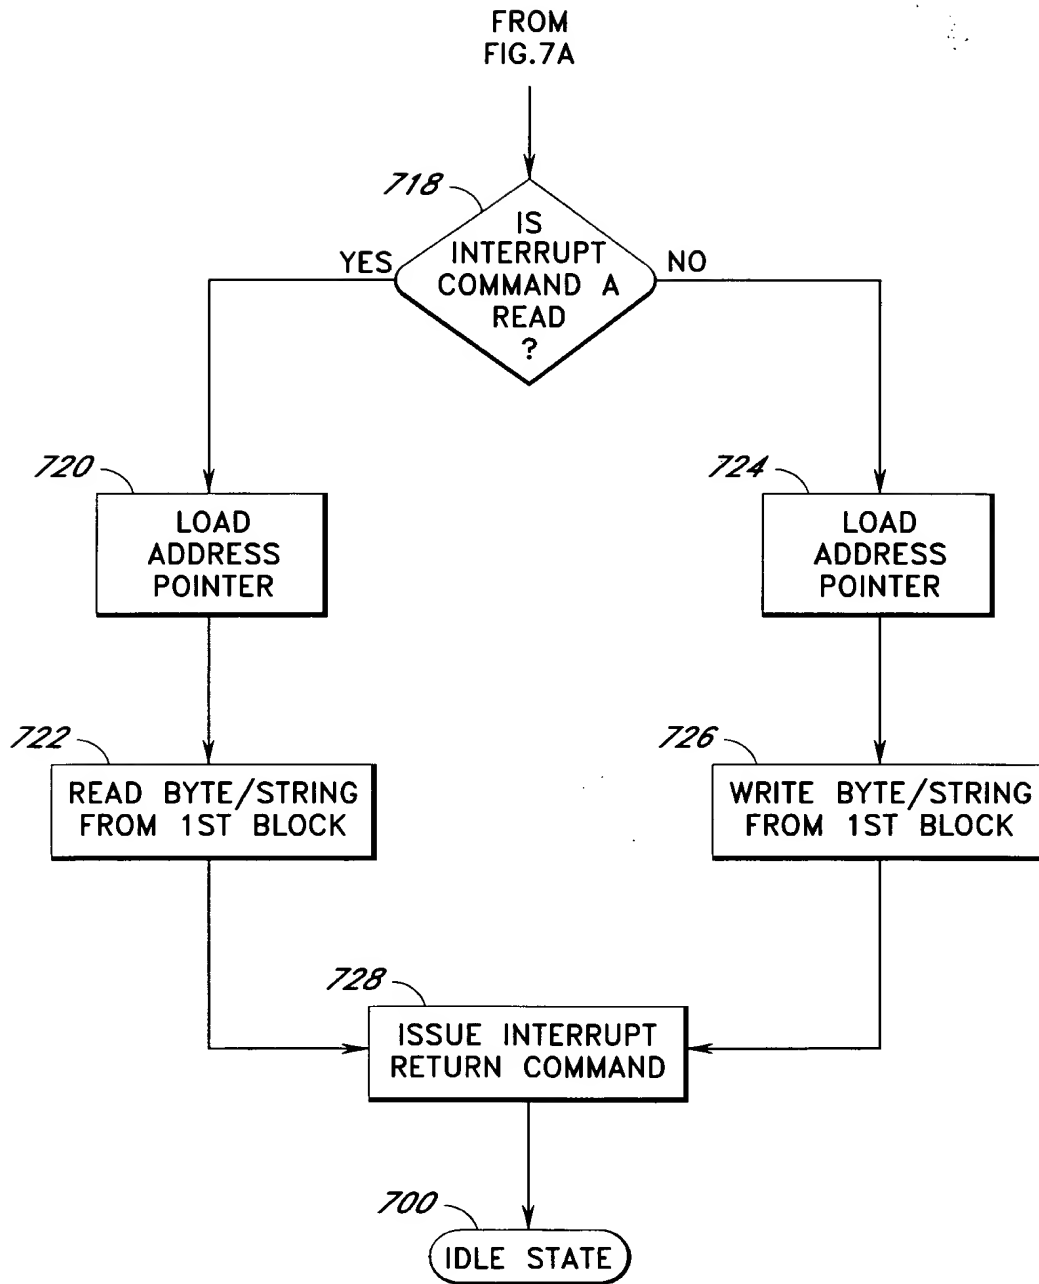 FROM
FIG.7A
718
IS
INTERRUPT
COMMAND A
READ
?
YES
NO
720
LOAD
ADDRESS
POINTER
724
LOAD
ADDRESS
POINTER
722
READ BYTE/STRING
FROM 1ST BLOCK
726
WRITE BYTE/STRING
FROM 1ST BLOCK
728
ISSUE INTERRUPT
RETURN COMMAND
700
IDLE STATE